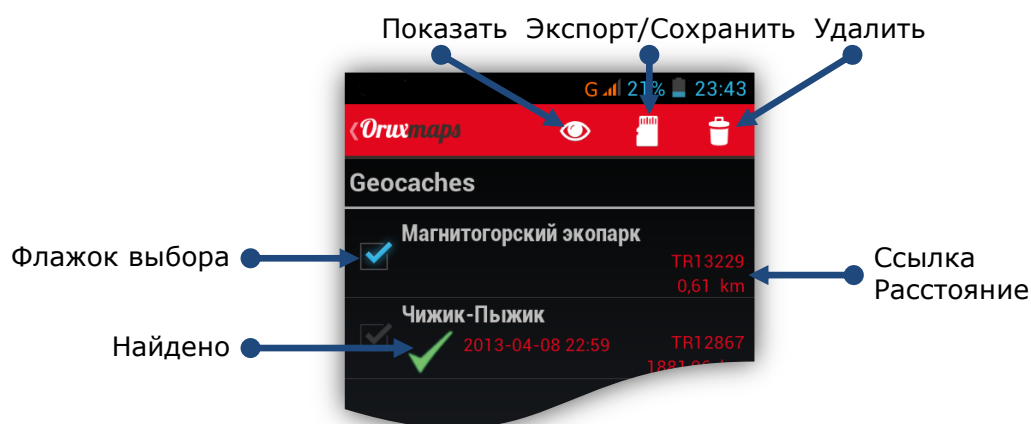 Показать Экспорт/Сохранить Удалить
G 21% 23:43
Oruxmaps
Geocaches
Магнитогорский экопарк
Флажок выбора
TR13229
Ссылка
0,61 km
Расстояние
Чижик-Пыжик
Найдено
2013-04-08 22:59
TR12867